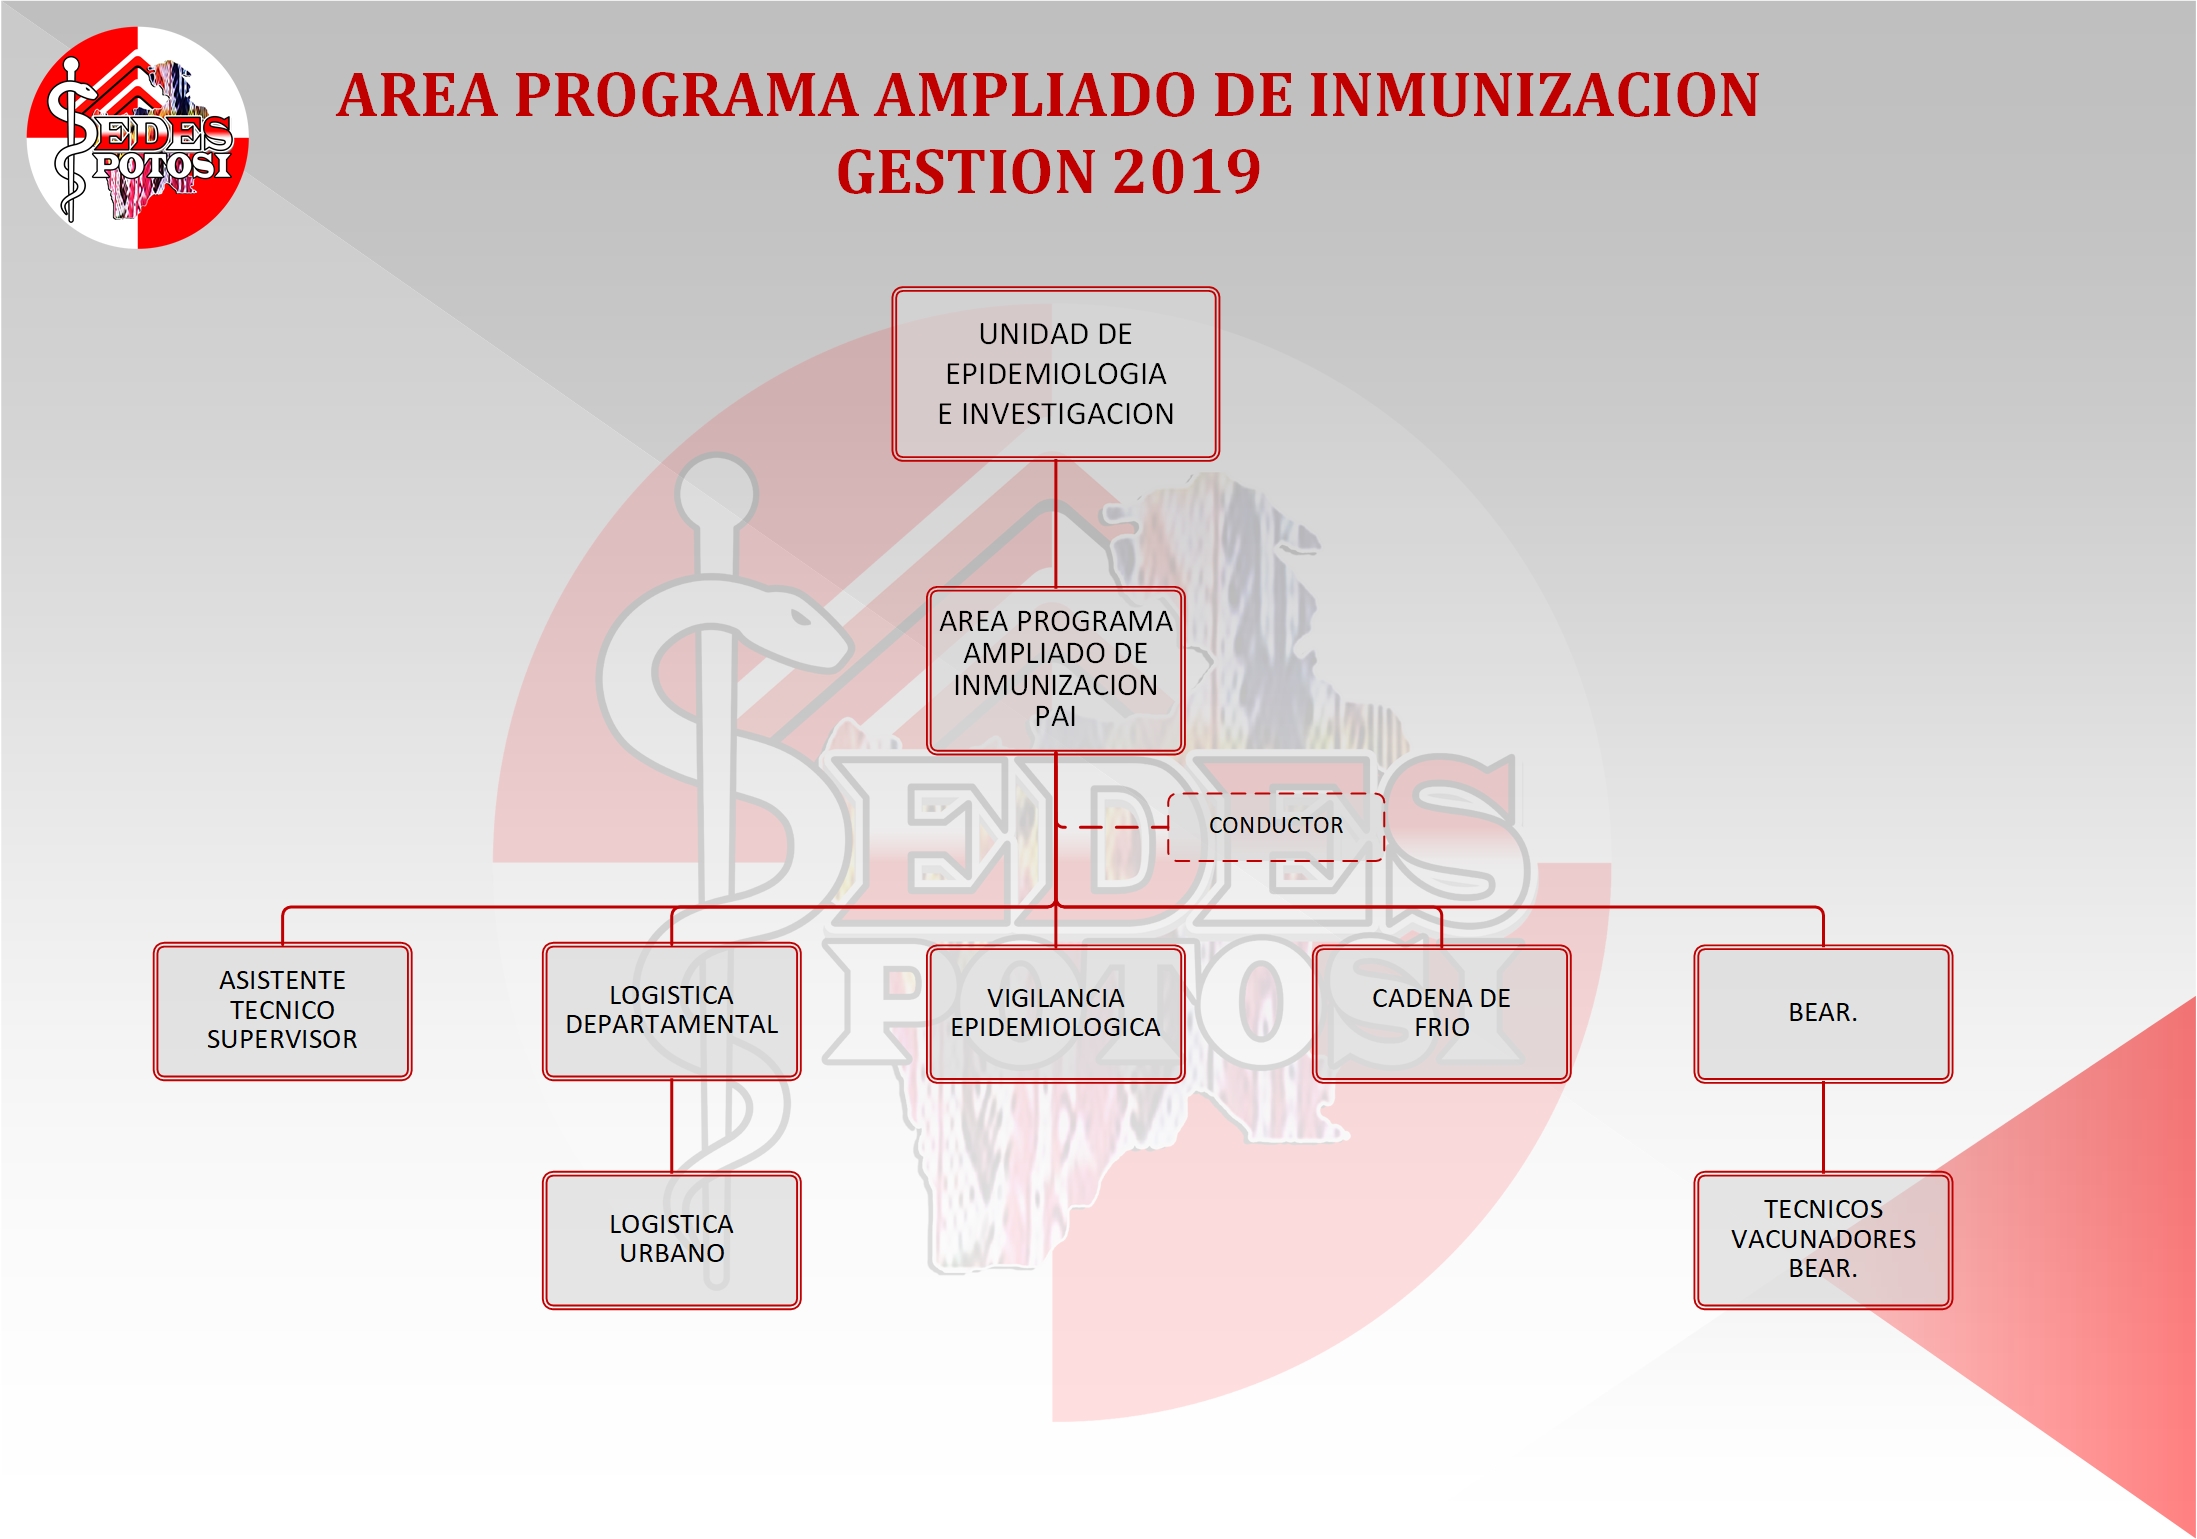 SEDES
POTOSI
AREA PROGRAMA AMPLIADO DE INMUNIZACION
GESTION 2019
UNIDAD DE
EPIDEMIOLOGIA
E INVESTIGACION
AREA PROGRAMA
AMPLIADO DE
INMUNIZACION
PAI
CONDUCTOR
SEDES
POTOSI
ASISTENTE
TECNICO
SUPERVISOR
LOGISTICA
DEPARTAMENTAL
VIGILANCIA
EPIDEMIOLOGICA
CADENA DE
FRIO
BEAR.
LOGISTICA
URBANO
TECNICOS
VACUNADORES
BEAR.